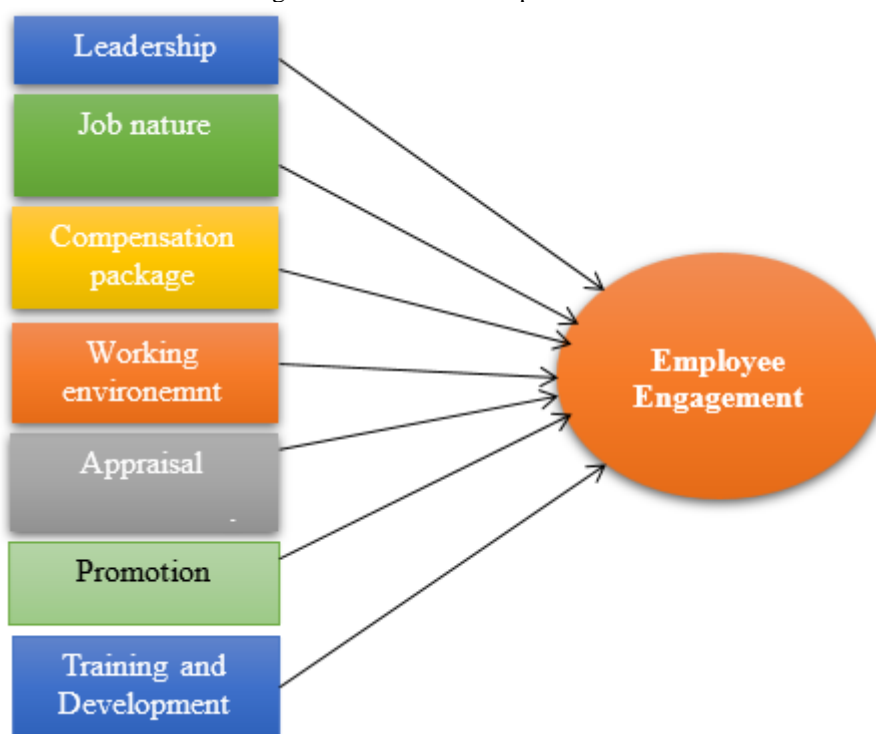 Leadership
Job nature
Compensation
package
Working
environemnt
Appraisal
-
Promotion
Training and
Development
Employee
Engagement